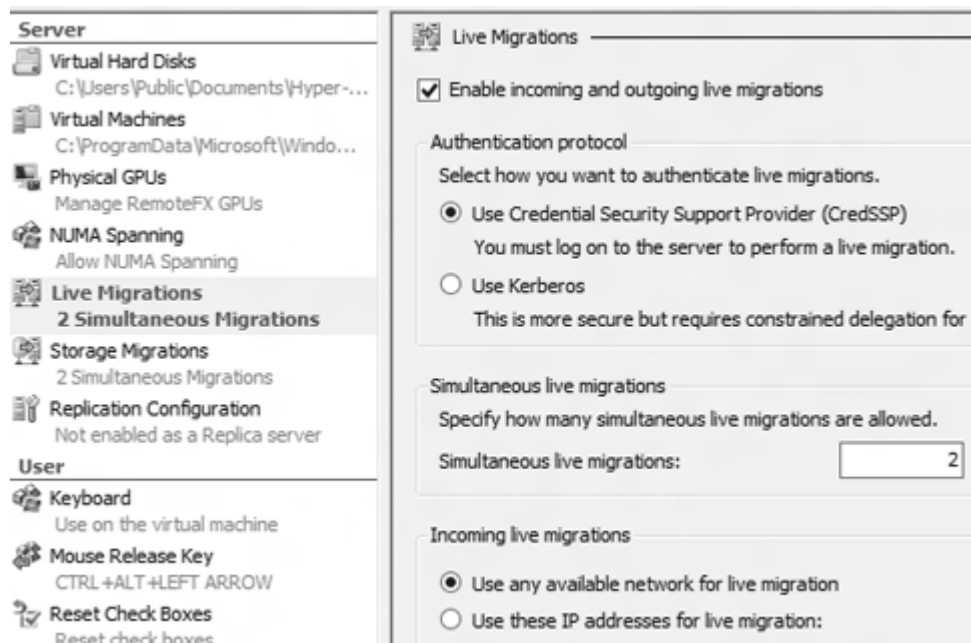 Server
Virtual Hard Disks
C:\Users\Public\Documents\Hyper-...
Virtual Machines
C:\ProgramData\Microsoft\Windo...
Physical GPUs
Manage RemoteFX GPUs
NUMA Spanning
Allow NUMA Spanning
Live Migrations
2 Simultaneous Migrations
Storage Migrations
2 Simultaneous Migrations
Replication Configuration
Not enabled as a Replica server
User
Keyboard
Use on the virtual machine
Mouse Release Key
CTRL+ALT+LEFT ARROW
Reset Check Boxes
Reset check boxes
Live Migrations
Enable incoming and outgoing live migrations
Authentication protocol
Select how you want to authenticate live migrations.
Use Credential Security Support Provider (CredSSP)
You must log on to the server to perform a live migration.
Use Kerberos
This is more secure but requires constrained delegation for
Simultaneous live migrations
Specify how many simultaneous live migrations are allowed.
Simultaneous live migrations: 2
Incoming live migrations
Use any available network for live migration
Use these IP addresses for live migration: